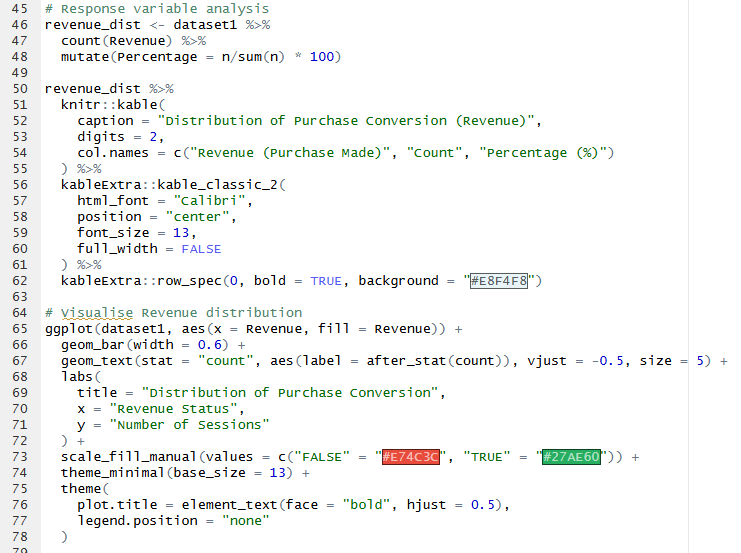 45 # Response variable analysis
46 revenue_dist <- dataset1 %>%
47   count(Revenue) %>%
48   mutate(Percentage = n/sum(n) * 100)
49
50 revenue_dist %>%
51   knitr::kable(
52     caption = "Distribution of Purchase Conversion (Revenue)",
53     digits = 2,
54     col.names = c("Revenue (Purchase Made)", "Count", "Percentage (%)")
55   ) %>%
56   kableExtra::kable_classic_2(
57     html_font = "Calibri",
58     position = "center",
59     font_size = 13,
60     full_width = FALSE
61   ) %>%
62   kableExtra::row_spec(0, bold = TRUE, background = "#E8F4F8")
63
64 # Visualise Revenue distribution
65 ggplot(dataset1, aes(x = Revenue, fill = Revenue)) +
66   geom_bar(width = 0.6) +
67   geom_text(stat = "count", aes(label = after_stat(count)), vjust = -0.5, size = 5) +
68   labs(
69     title = "Distribution of Purchase Conversion",
70     x = "Revenue Status",
71     y = "Number of Sessions"
72   ) +
73   scale_fill_manual(values = c("FALSE" = "#E74C3C", "TRUE" = "#27AE60")) +
74   theme_minimal(base_size = 13) +
75   theme(
76     plot.title = element_text(face = "bold", hjust = 0.5),
77     legend.position = "none"
78   )
79